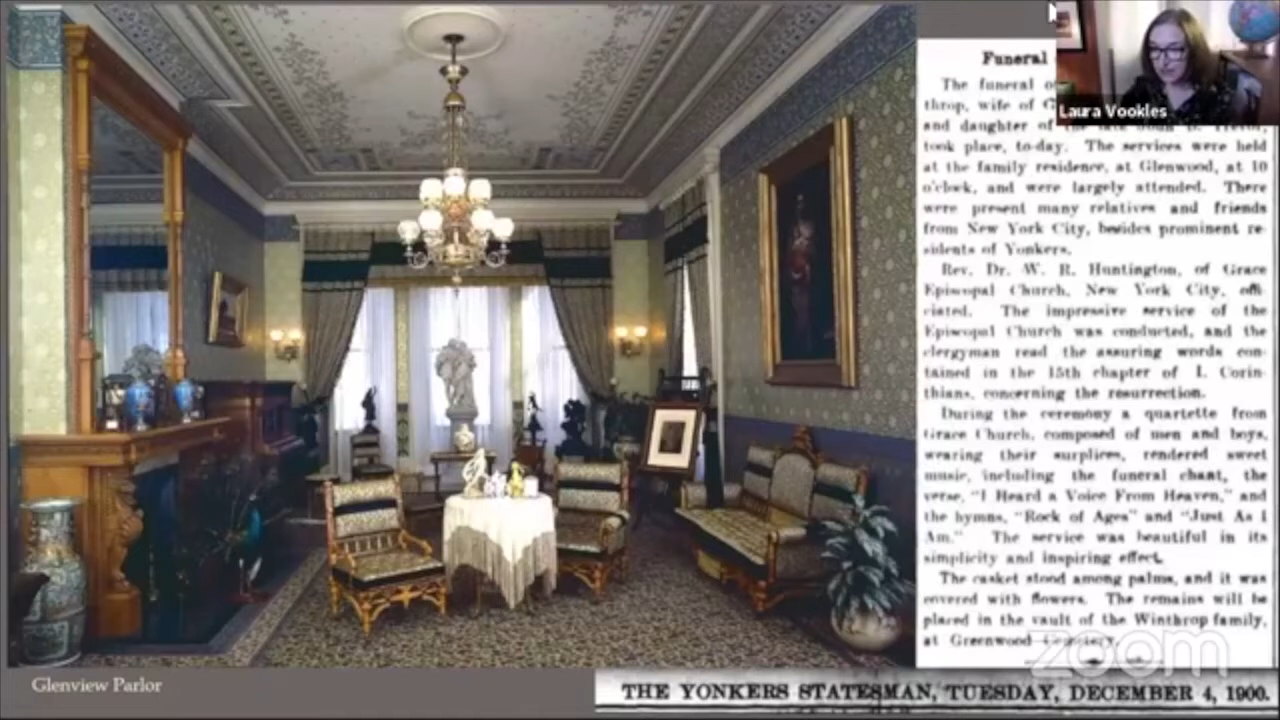 Funeral
The funeral o
throp, wife of G
and daughter of the late John B. Trevor,
took place, to-day. The services were held
at the family residence, at Glenwood, at 10
o'clock, and were largely attended. There
were present many relatives and friends
from New York City, besides prominent re-
sidents of Yonkers.
Rev. Dr. W. R. Huntington, of Grace
Episcopal Church, New York City, offi-
ciated. The impressive service of the
Episcopal Church was conducted, and the
clergyman read the assuring words con-
tained in the 15th chapter of I. Corin-
thians, concerning the resurrection.
During the ceremony a quartette from
Grace Church, composed of men and boys,
wearing their surplices, rendered sweet
music, including the funeral chant, the
verse, "I Heard a Voice From Heaven," and
the hymns, "Rock of Ages" and "Just As I
Am." The service was beautiful in its
simplicity and inspiring effect.
The casket stood among palms, and it was
covered with flowers. The remains will be
placed in the vault of the Winthrop family,
at Greenwood Cemetery.
Laura Vookles
zoom
Glenview Parlor
THE YONKERS STATESMAN, TUESDAY, DECEMBER 4, 1900.